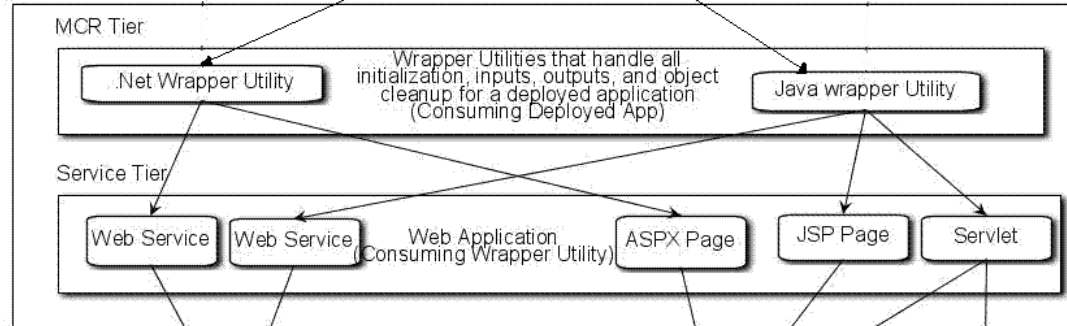 MCR Tier
.Net Wrapper Utility
Wrapper Utilities that handle all
initialization, inputs, outputs, and object
cleanup for a deployed application
(Consuming Deployed App)
Java wrapper Utility
Service Tier
Web Service
Web Service
Web Application
(Consuming Wrapper Utility)
ASPX Page
JSP Page
Servlet